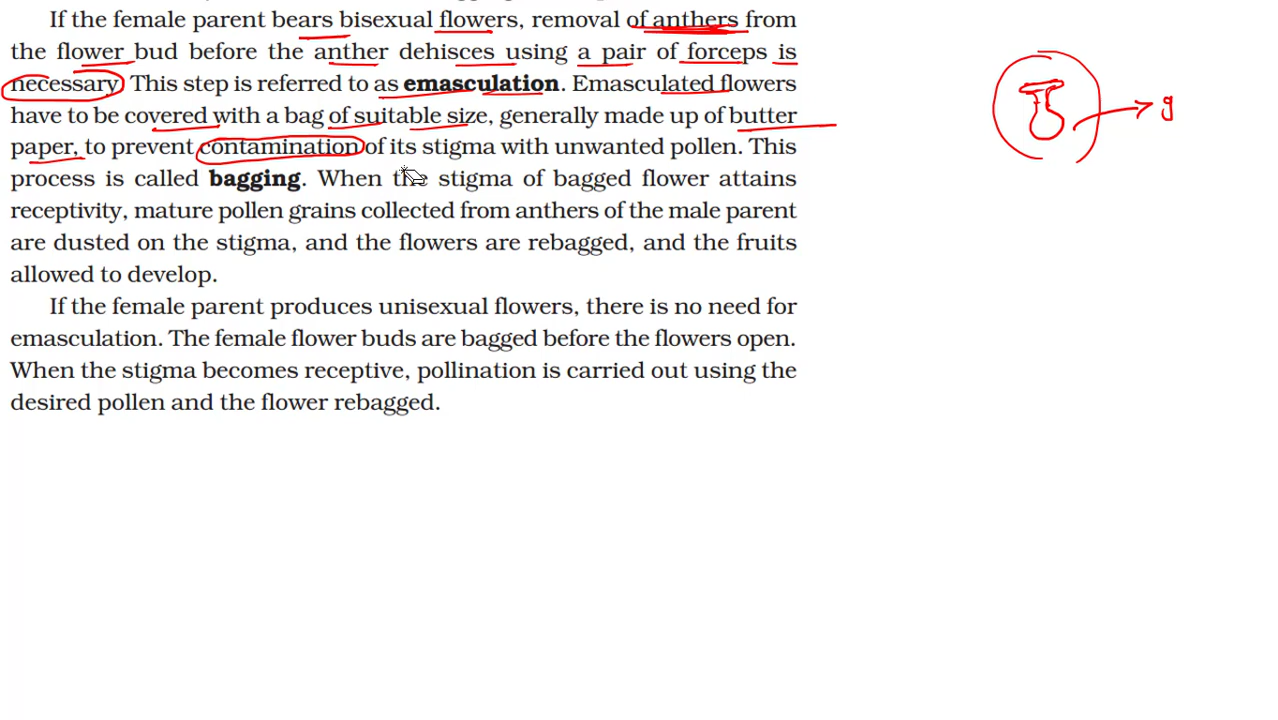 If the female parent bears bisexual flowers, removal of anthers from
the flower bud before the anther dehisces using a pair of forceps is
necessary. This step is referred to as emasculation. Emasculated flowers
have to be covered with a bag of suitable size, generally made up of butter
paper, to prevent contamination of its stigma with unwanted pollen. This
process is called bagging. When the stigma of bagged flower attains
receptivity, mature pollen grains collected from anthers of the male parent
are dusted on the stigma, and the flowers are rebagged, and the fruits
allowed to develop.
If the female parent produces unisexual flowers, there is no need for
emasculation. The female flower buds are bagged before the flowers open.
When the stigma becomes receptive, pollination is carried out using the
desired pollen and the flower rebagged.